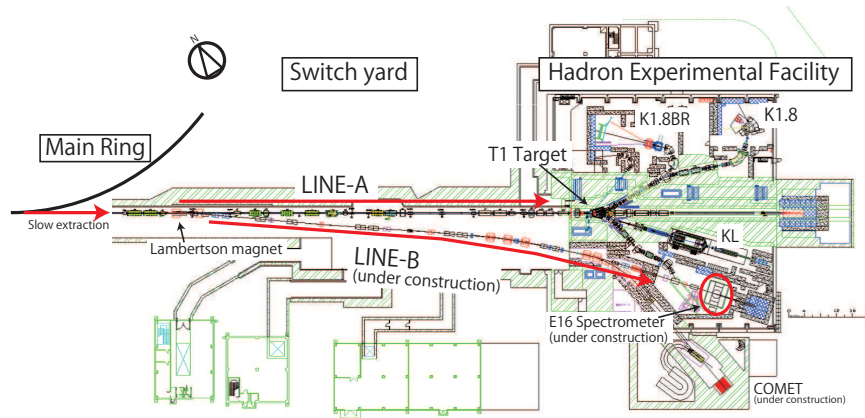 N
Switch yard
Hadron Experimental Facility
Main Ring
K1.8BR
K1.8
T1 Target
LINE-A
Slow extraction
Lambertson magnet
KL
LINE-B
(under construction)
E16 Spectrometer
(under construction)
COMET
(under construction)